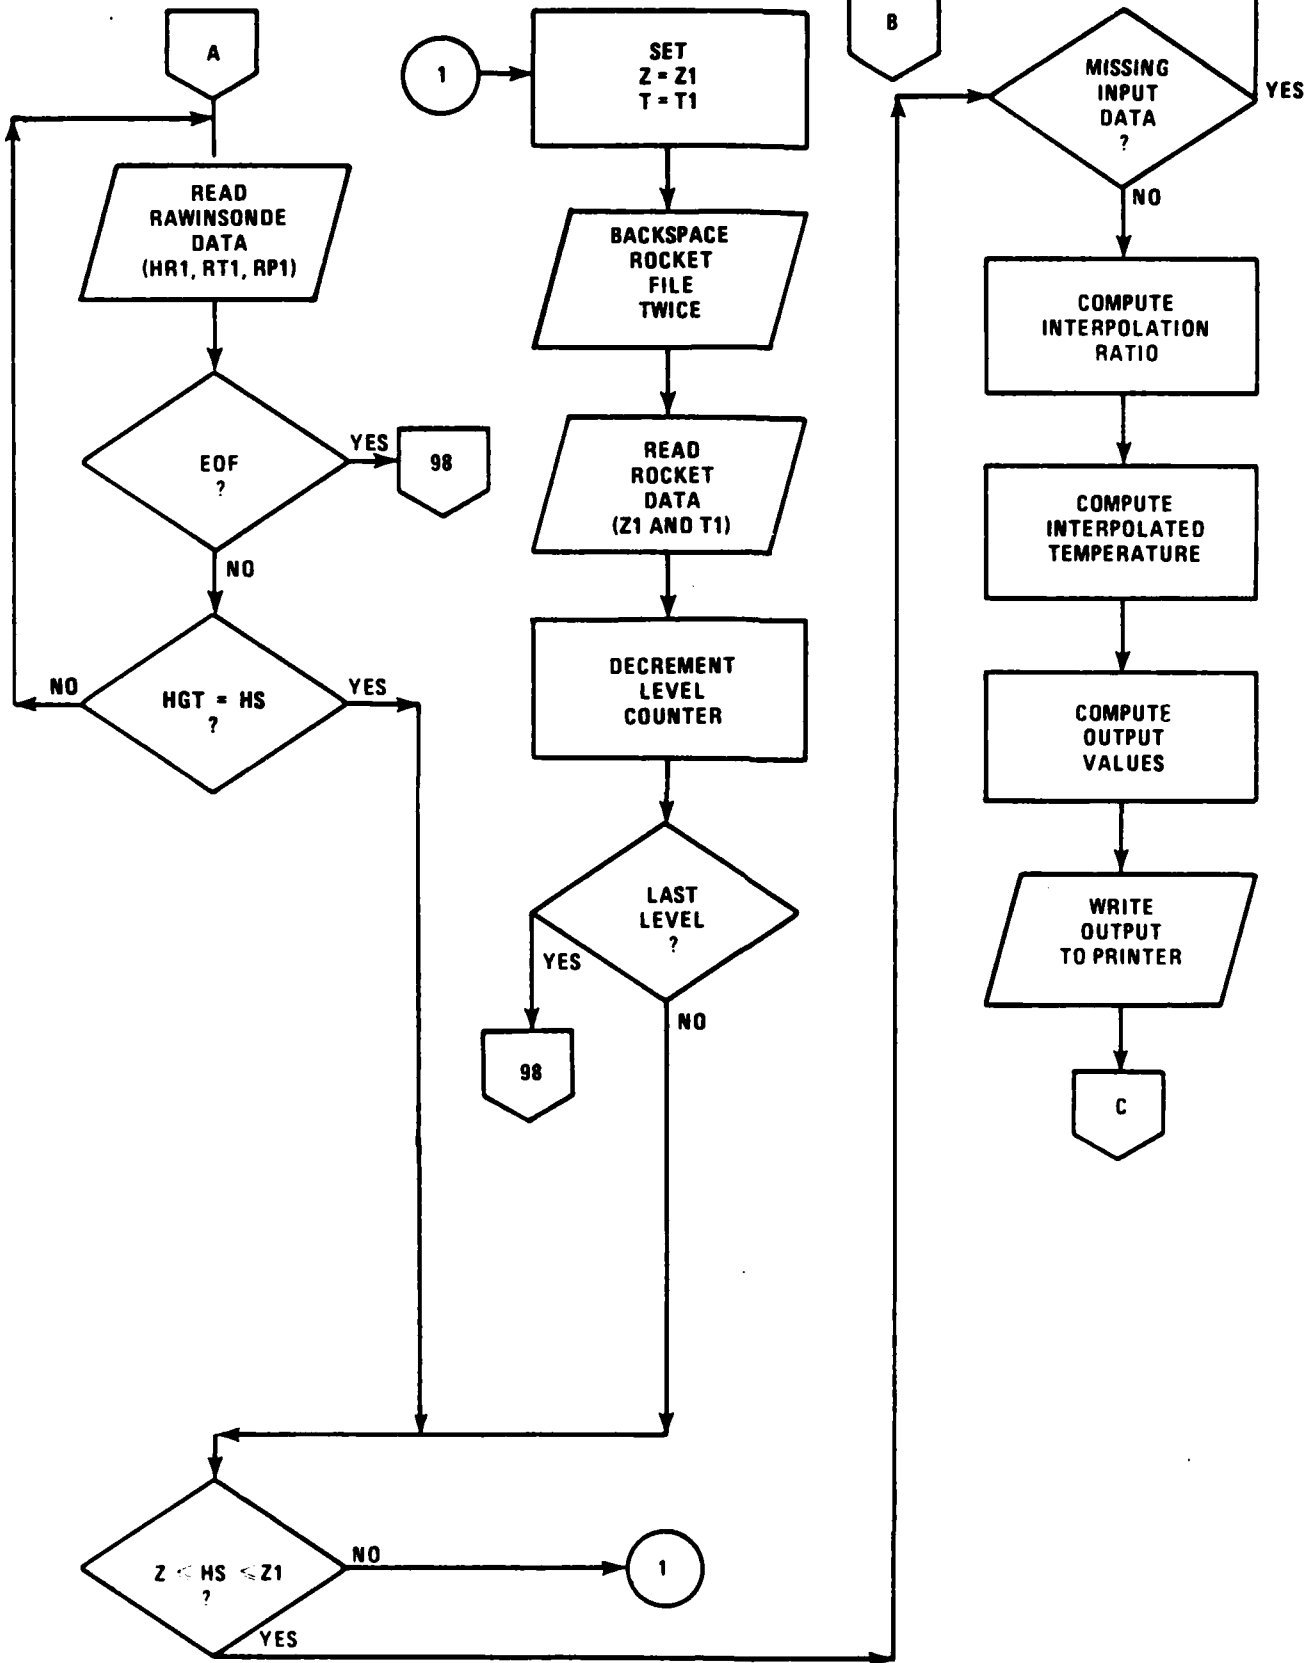 A
READ
RAWINSONDE
DATA
(HR1, RT1, RP1)
EOF
?
YES
98
NO
HGT = HS
?
NO
YES
1
SET
Z = Z1
T = T1
BACKSPACE
ROCKET
FILE
TWICE
READ
ROCKET
DATA
(Z1 AND T1)
DECREMENT
LEVEL
COUNTER
LAST
LEVEL
?
YES
98
NO
Z ≤ HS ≤ Z1
?
NO
1
YES
B
MISSING
INPUT
DATA
?
YES
NO
COMPUTE
INTERPOLATION
RATIO
COMPUTE
INTERPOLATED
TEMPERATURE
COMPUTE
OUTPUT
VALUES
WRITE
OUTPUT
TO PRINTER
C